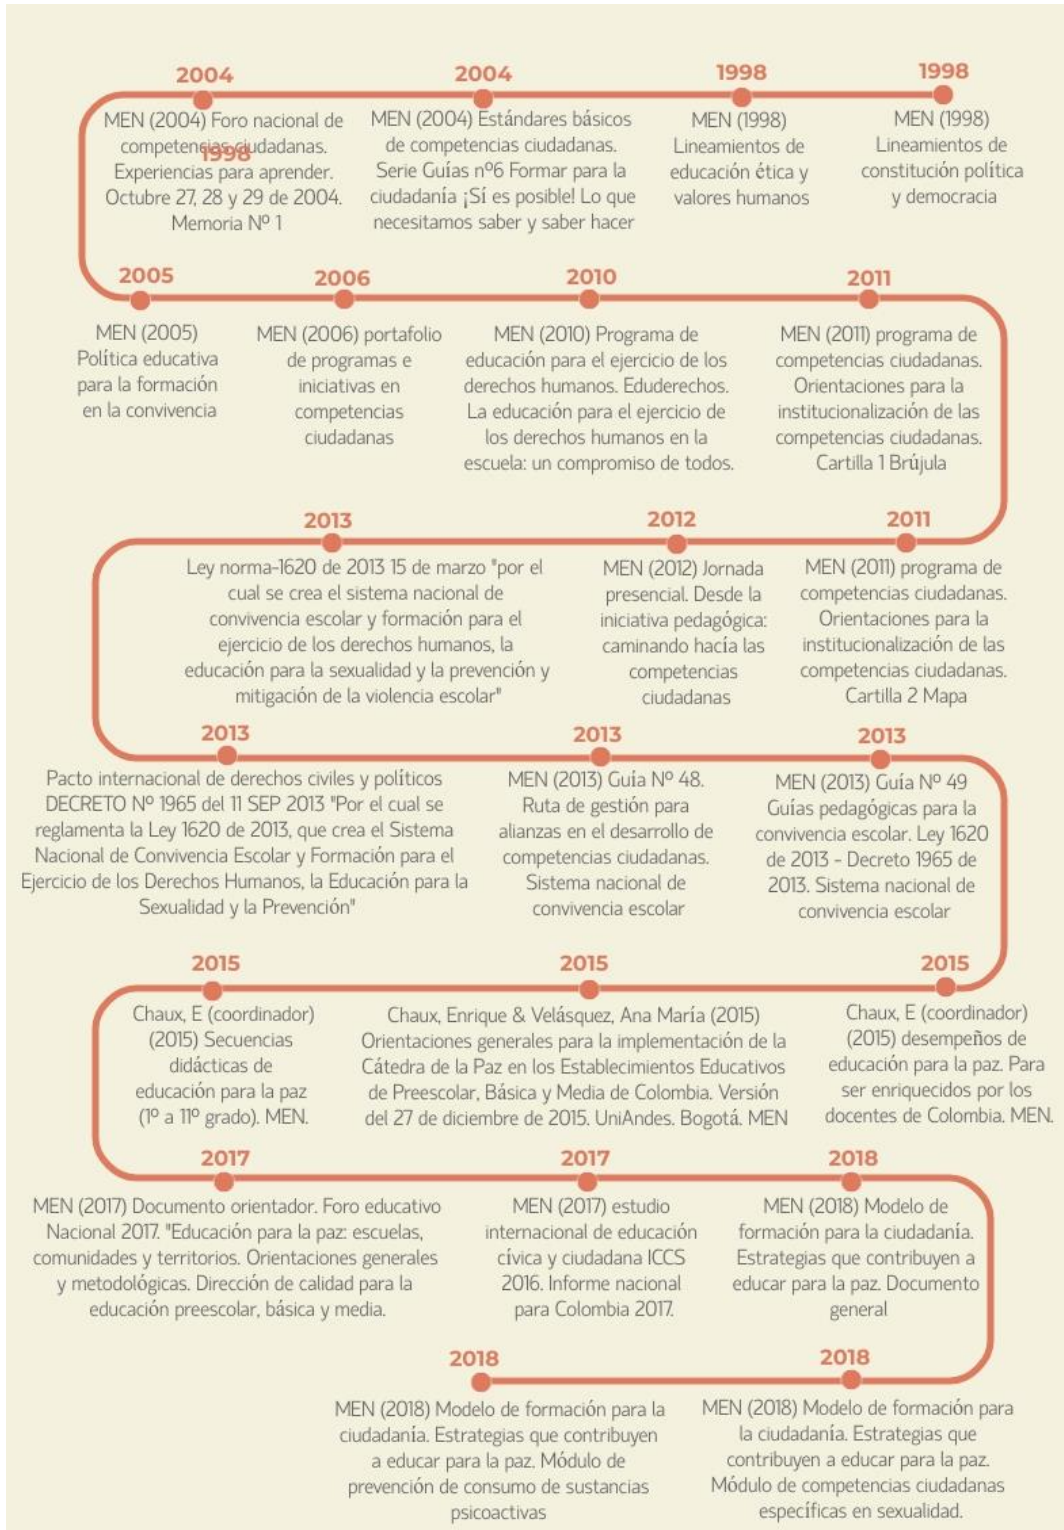 2004
MEN (2004) Foro nacional de
competencias ciudadanas.
1998
Experiencias para aprender.
Octubre 27, 28 y 29 de 2004.
Memoria Nº 1
2004
MEN (2004) Estándares básicos
de competencias ciudadanas.
Serie Guías nº6 Formar para la
ciudadanía ¡Sí es posible! Lo que
necesitamos saber y saber hacer
1998
MEN (1998)
Lineamientos de
educación ética y
valores humanos
1998
MEN (1998)
Lineamientos de
constitución política
y democracia
2005
MEN (2005)
Política educativa
para la formación
en la convivencia
2006
MEN (2006) portafolio
de programas e
iniciativas en
competencias
ciudadanas
2010
MEN (2010) Programa de
educación para el ejercicio de los
derechos humanos. Eduderechos.
La educación para el ejercicio de
los derechos humanos en la
escuela: un compromiso de todos.
2011
MEN (2011) programa de
competencias ciudadanas.
Orientaciones para la
institucionalización de las
competencias ciudadanas.
Cartilla 1 Brújula
2013
Ley norma-1620 de 2013 15 de marzo "por el
cual se crea el sistema nacional de
convivencia escolar y formación para el
ejercicio de los derechos humanos, la
educación para la sexualidad y la prevención y
mitigación de la violencia escolar"
2012
MEN (2012) Jornada
presencial. Desde la
iniciativa pedagógica:
caminando hacía las
competencias
ciudadanas
2011
MEN (2011) programa de
competencias ciudadanas.
Orientaciones para la
institucionalización de las
competencias ciudadanas.
Cartilla 2 Mapa
2013
Pacto internacional de derechos civiles y políticos
DECRETO Nº 1965 del 11 SEP 2013 "Por el cual se
reglamenta la Ley 1620 de 2013, que crea el Sistema
Nacional de Convivencia Escolar y Formación para el
Ejercicio de los Derechos Humanos, la Educación para la
Sexualidad y la Prevención"
2013
MEN (2013) Guía Nº 48.
Ruta de gestión para
alianzas en el desarrollo de
competencias ciudadanas.
Sistema nacional de
convivencia escolar
2013
MEN (2013) Guía Nº 49
Guías pedagógicas para la
convivencia escolar. Ley 1620
de 2013 - Decreto 1965 de
2013. Sistema nacional de
convivencia escolar
2015
Chaux, E (coordinador)
(2015) Secuencias
didácticas de
educación para la paz
(1º a 11º grado). MEN.
2015
Chaux, Enrique & Velásquez, Ana María (2015)
Orientaciones generales para la implementación de la
Cátedra de la Paz en los Establecimientos Educativos
de Preescolar, Básica y Media de Colombia. Versión
del 27 de diciembre de 2015. UniAndes. Bogotá. MEN
2015
Chaux, E (coordinador)
(2015) desempeños de
educación para la paz. Para
ser enriquecidos por los
docentes de Colombia. MEN.
2017
MEN (2017) Documento orientador. Foro educativo
Nacional 2017. "Educación para la paz: escuelas,
comunidades y territorios. Orientaciones generales
y metodológicas. Dirección de calidad para la
educación preescolar, básica y media.
2017
MEN (2017) estudio
internacional de educación
cívica y ciudadana ICCS
2016. Informe nacional
para Colombia 2017.
2018
MEN (2018) Modelo de
formación para la ciudadanía.
Estrategias que contribuyen a
educar para la paz. Documento
general
2018
MEN (2018) Modelo de formación para la
ciudadanía. Estrategias que contribuyen
a educar para la paz. Módulo de
prevención de consumo de sustancias
psicoactivas
2018
MEN (2018) Modelo de formación para
la ciudadanía. Estrategias que
contribuyen a educar para la paz.
Módulo de competencias ciudadanas
específicas en sexualidad.